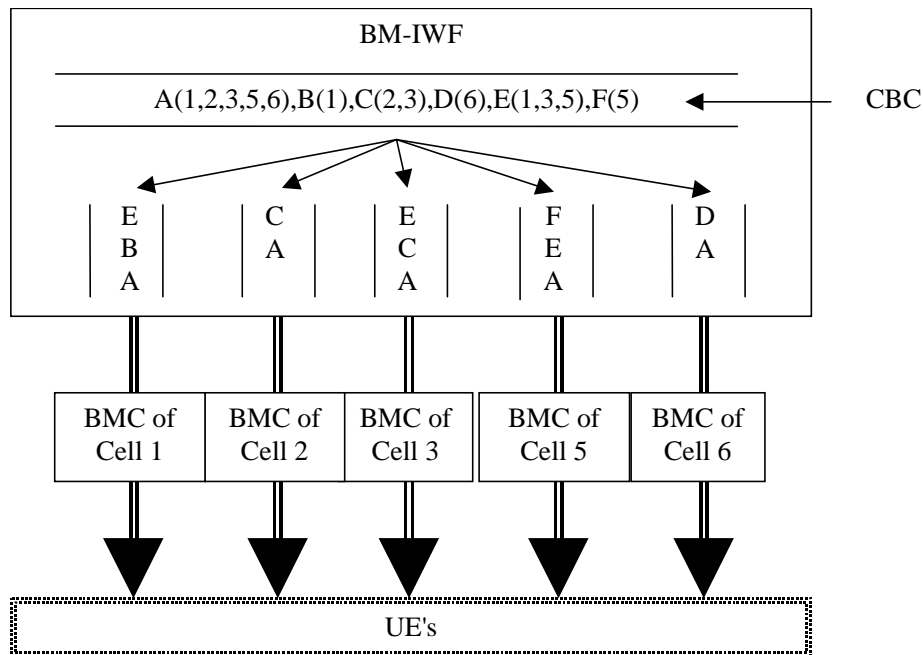 BM-IWF
A(1,2,3,5,6),B(1),C(2,3),D(6),E(1,3,5),F(5)
CBC
E
B
A
C
A
E
C
A
F
E
A
D
A
BMC of
Cell 1
BMC of
Cell 2
BMC of
Cell 3
BMC of
Cell 5
BMC of
Cell 6
UE's